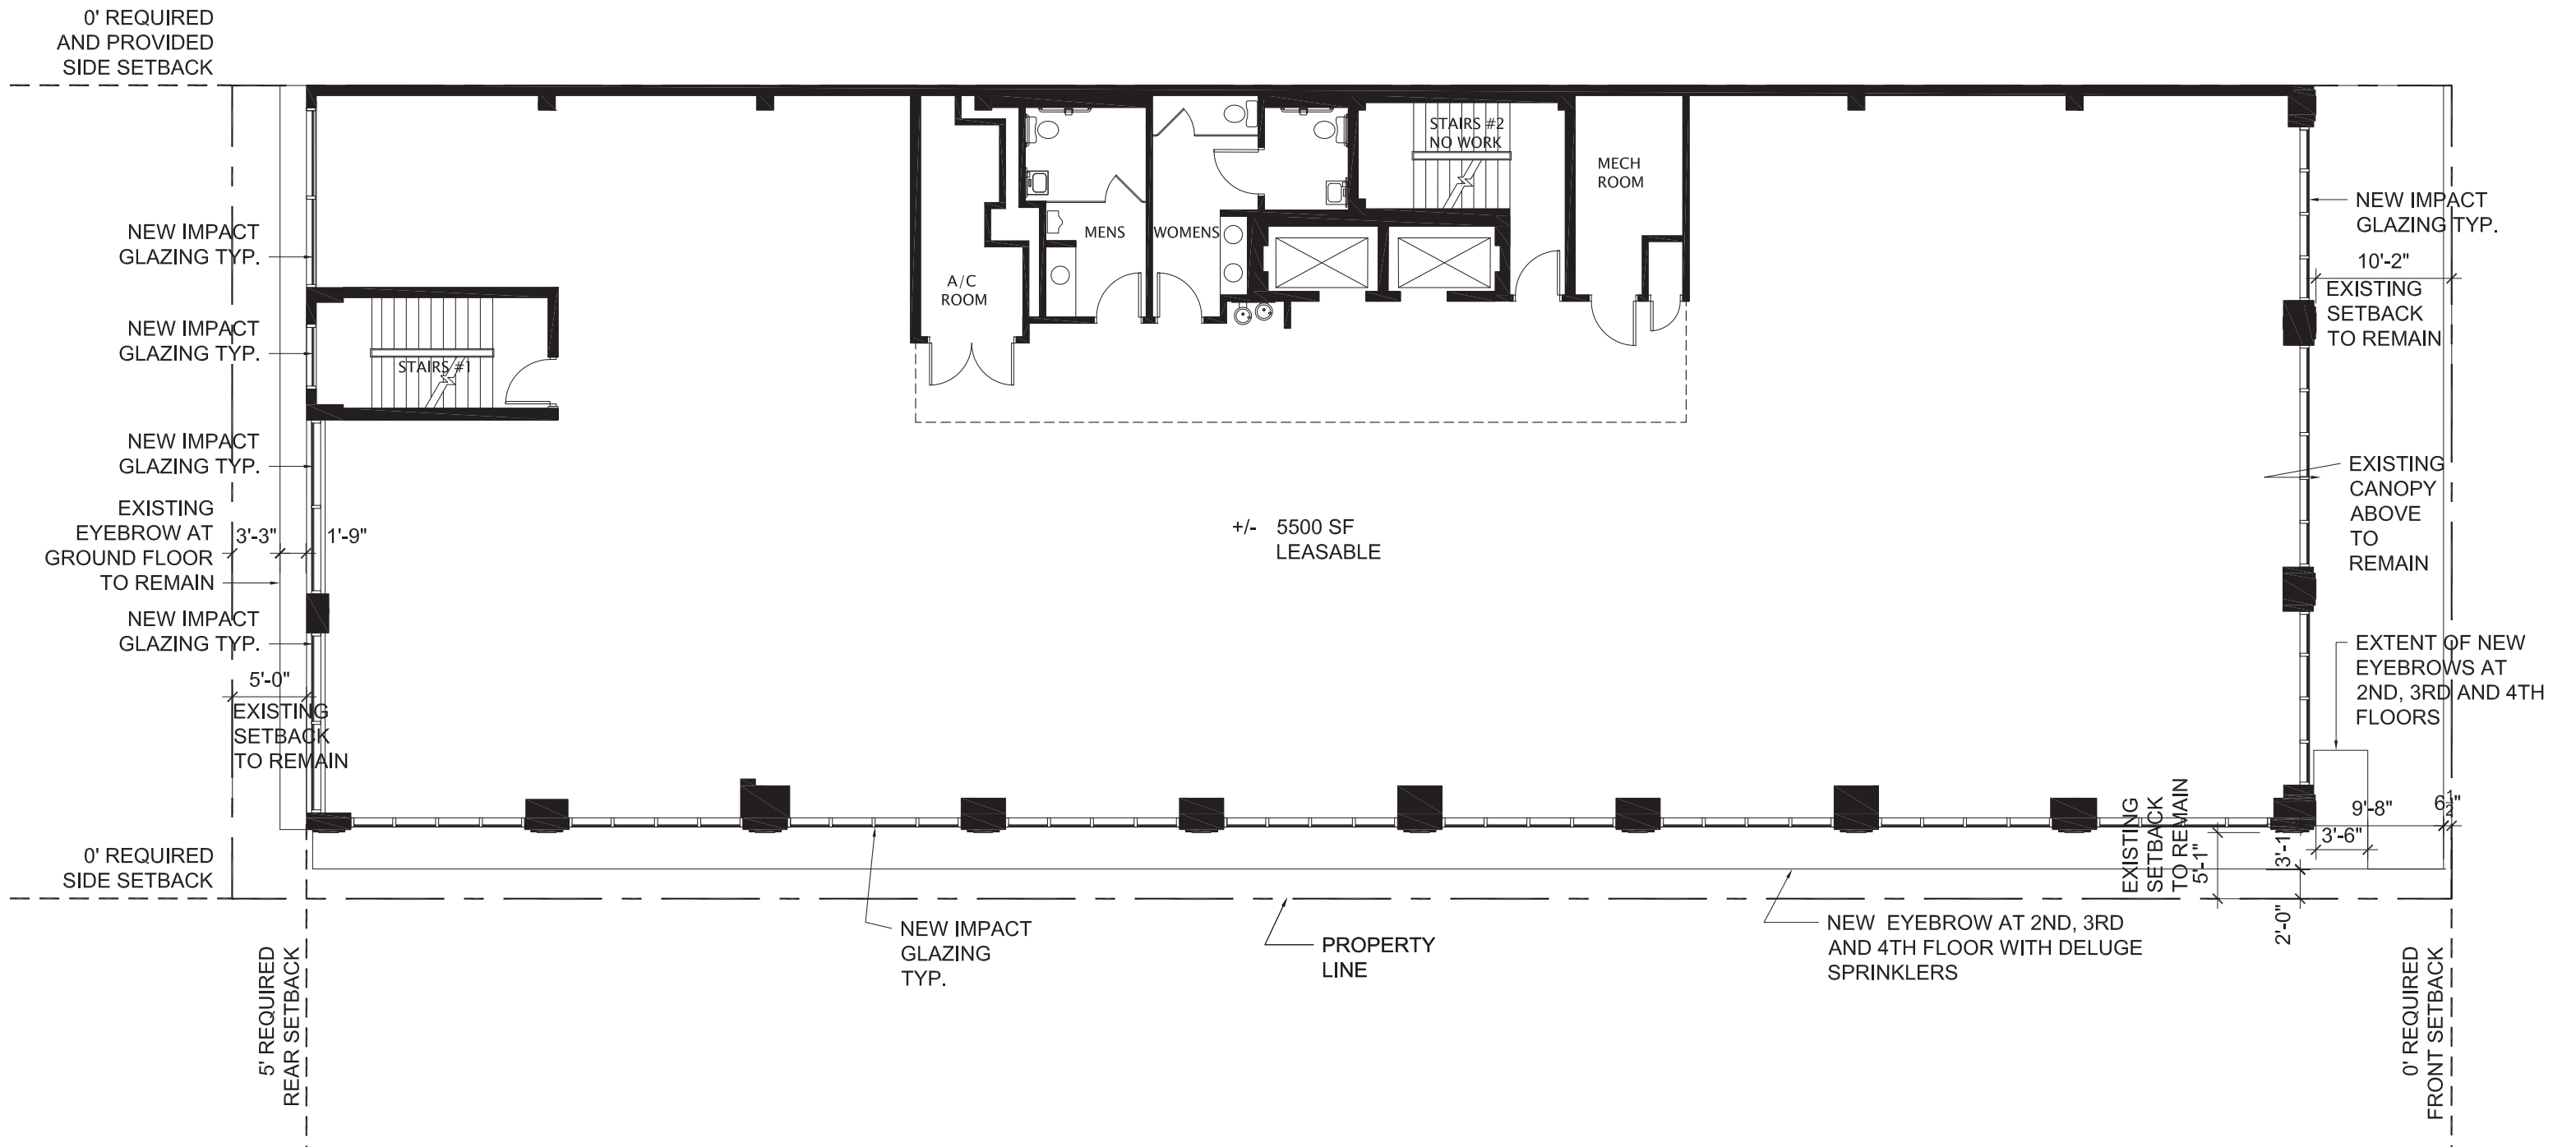 0' REQUIRED
AND PROVIDED
SIDE SETBACK
NEW IMPACT
GLAZING TYP.
NEW IMPACT
GLAZING TYP.
NEW IMPACT
GLAZING TYP.
EXISTING
EYEBROW AT
GROUND FLOOR
TO REMAIN
3'-3"
1'-9"
NEW IMPACT
GLAZING TYP.
5'-0"
EXISTING
SETBACK
TO REMAIN
0' REQUIRED
SIDE SETBACK
5' REQUIRED
REAR SETBACK
STAIRS #1
A/C
ROOM
MENS
WOMENS
STAIRS #2
NO WORK
MECH
ROOM
+/- 5500 SF
LEASABLE
NEW IMPACT
GLAZING TYP.
10'-2"
EXISTING
SETBACK
TO REMAIN
EXISTING
CANOPY
ABOVE
TO
REMAIN
EXTENT OF NEW
EYEBROWS AT
2ND, 3RD AND 4TH
FLOORS
9'-8"
6 1/2"
3'-6"
3'-1"
EXISTING
SETBACK
TO REMAIN
5'-1"
2'-0"
NEW IMPACT
GLAZING
TYP.
PROPERTY
LINE
NEW EYEBROW AT 2ND, 3RD
AND 4TH FLOOR WITH DELUGE
SPRINKLERS
0' REQUIRED
FRONT SETBACK